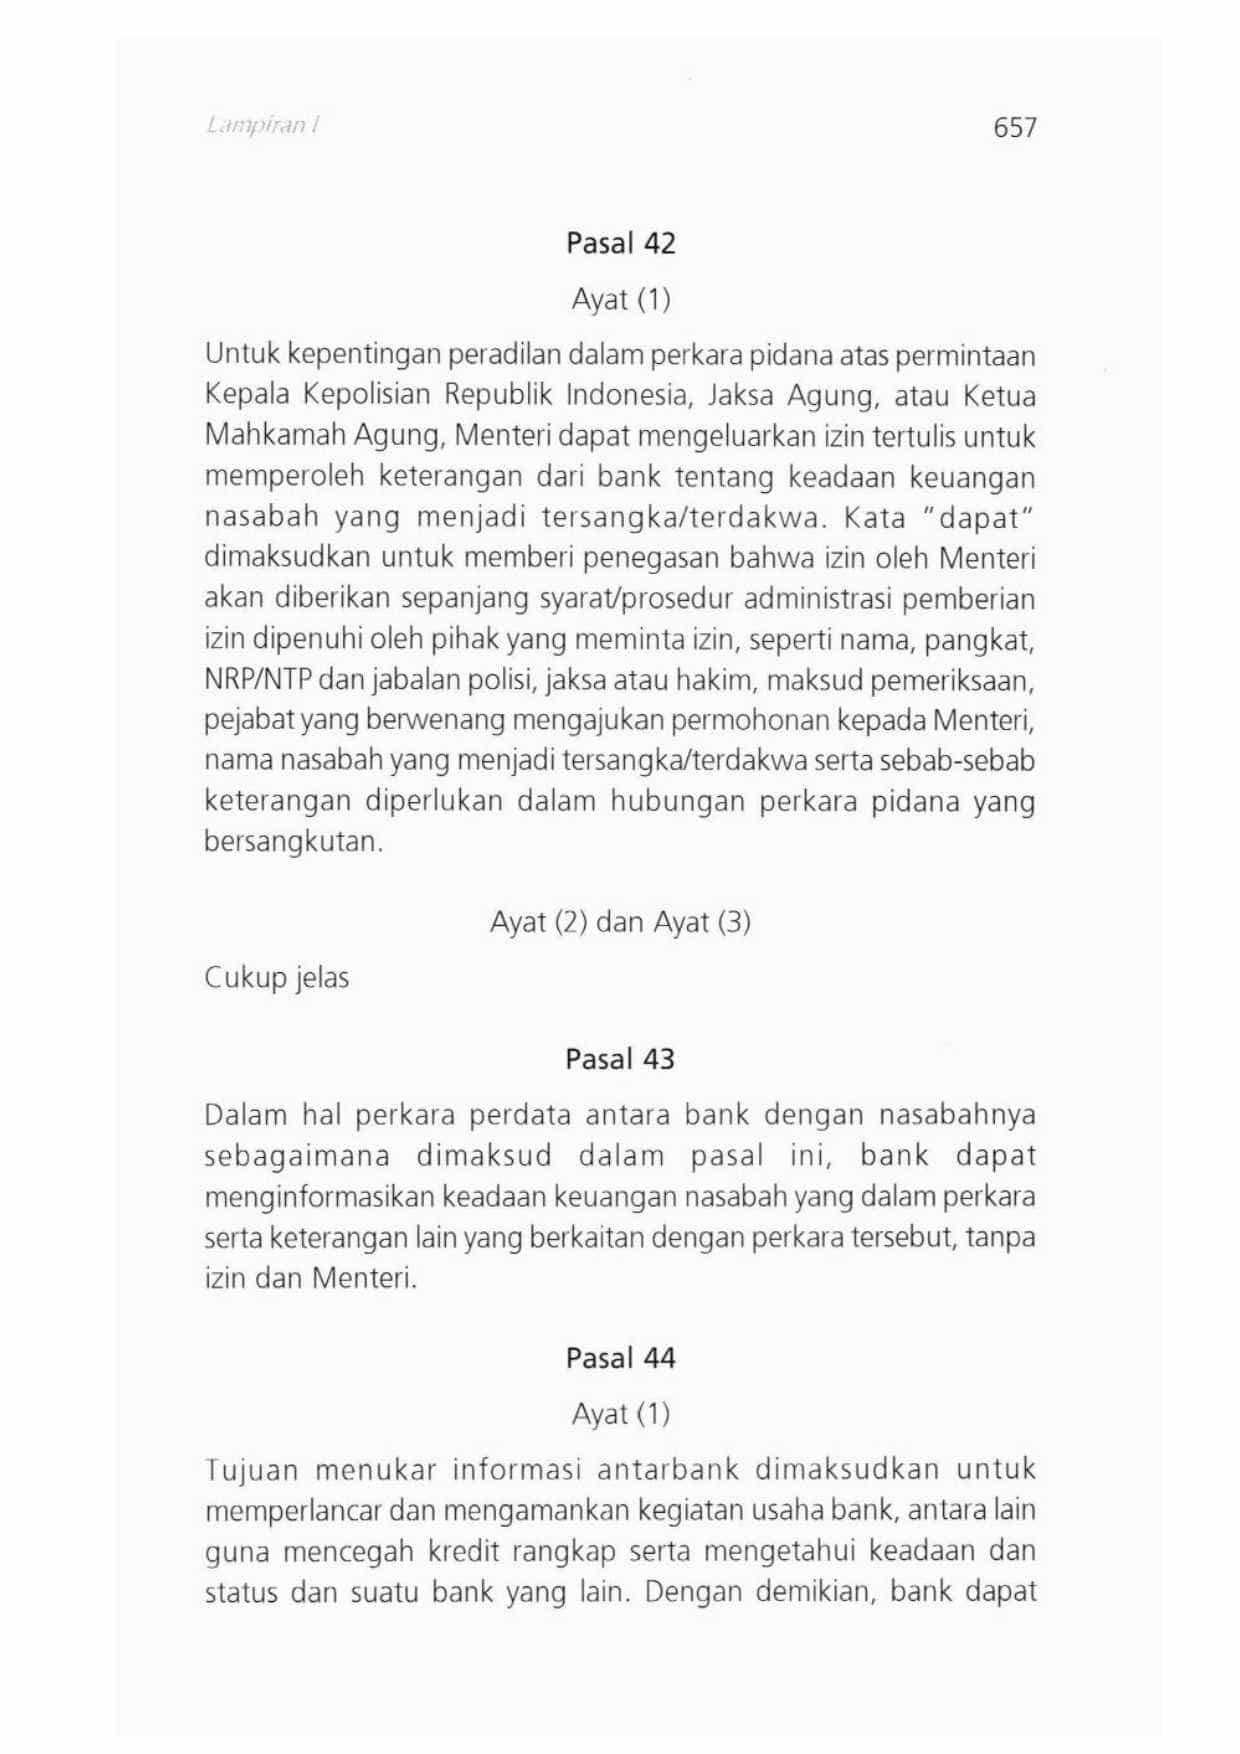 Lampiran I
657
Pasal 42
Ayat (1)
Untuk kepentingan peradilan dalam perkara pidana atas permintaan
Kepala Kepolisian Republik Indonesia, Jaksa Agung, atau Ketua
Mahkamah Agung, Menteri dapat mengeluarkan izin tertulis untuk
memperoleh keterangan dari bank tentang keadaan keuangan
nasabah yang menjadi tersangka/terdakwa. Kata "dapat"
dimaksudkan untuk memberi penegasan bahwa izin oleh Menteri
akan diberikan sepanjang syarat/prosedur administrasi pemberian
izin dipenuhi oleh pihak yang meminta izin, seperti nama, pangkat,
NRP/NTP dan jabalan polisi, jaksa atau hakim, maksud pemeriksaan,
pejabat yang berwenang mengajukan permohonan kepada Menteri,
nama nasabah yang menjadi tersangka/terdakwa serta sebab-sebab
keterangan diperlukan dalam hubungan perkara pidana yang
bersangkutan.
Ayat (2) dan Ayat (3)
Cukup jelas
Pasal 43
Dalam hal perkara perdata antara bank dengan nasabahnya
sebagaimana dimaksud dalam pasal ini, bank dapat
menginformasikan keadaan keuangan nasabah yang dalam perkara
serta keterangan lain yang berkaitan dengan perkara tersebut, tanpa
izin dan Menteri.
Pasal 44
Ayat (1)
Tujuan menukar informasi antarbank dimaksudkan untuk
memperlancar dan mengamankan kegiatan usaha bank, antara lain
guna mencegah kredit rangkap serta mengetahui keadaan dan
status dan suatu bank yang lain. Dengan demikian, bank dapat